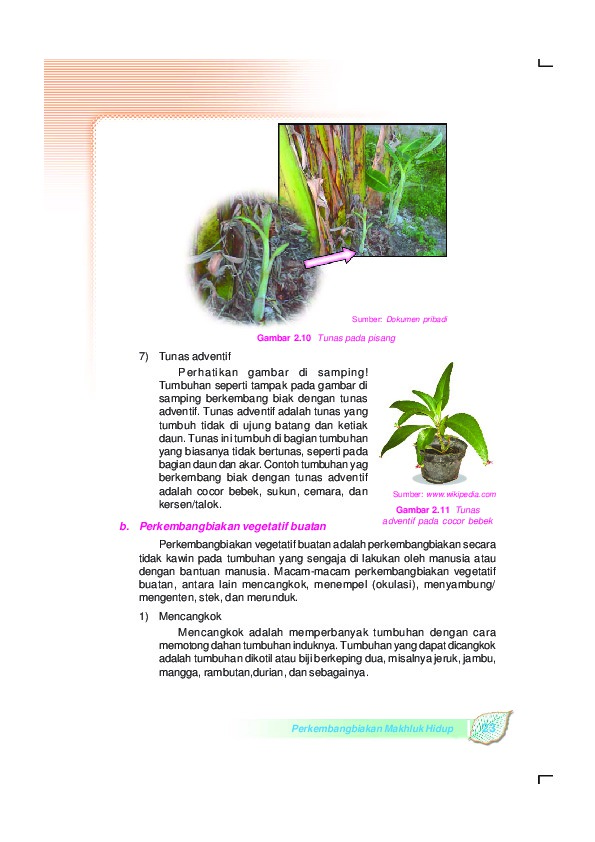 Sumber: Dokumen pribadi
Gambar 2.10 Tunas pada pisang
7) Tunas adventif
Perhatikan gambar di samping!
Tumbuhan seperti tampak pada gambar di
samping berkembang biak dengan tunas
adventif. Tunas adventif adalah tunas yang
tumbuh tidak di ujung batang dan ketiak
daun. Tunas ini tumbuh di bagian tumbuhan
yang biasanya tidak bertunas, seperti pada
bagian daun dan akar. Contoh tumbuhan yag
berkembang biak dengan tunas adventif
adalah cocor bebek, sukun, cemara, dan
kersen/talok.
Sumber: www.wikipedia.com
Gambar 2.11 Tunas
adventif pada cocor bebek
b. Perkembangbiakan vegetatif buatan
Perkembangbiakan vegetatif buatan adalah perkembangbiakan secara
tidak kawin pada tumbuhan yang sengaja di lakukan oleh manusia atau
dengan bantuan manusia. Macam-macam perkembangbiakan vegetatif
buatan, antara lain mencangkok, menempel (okulasi), menyambung/
mengenten, stek, dan merunduk.
1) Mencangkok
Mencangkok adalah memperbanyak tumbuhan dengan cara
memotong dahan tumbuhan induknya. Tumbuhan yang dapat dicangkok
adalah tumbuhan dikotil atau biji berkeping dua, misalnya jeruk, jambu,
mangga, rambutan,durian, dan sebagainya.
Perkembangbiakan Makhluk Hidup 23